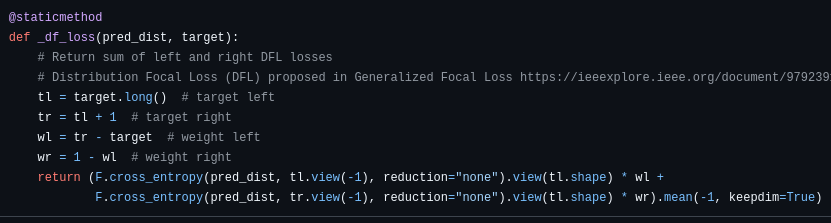 @staticmethod
def _df_loss(pred_dist, target):
    # Return sum of left and right DFL losses
    # Distribution Focal Loss (DFL) proposed in Generalized Focal Loss https://ieeexplore.ieee.org/document/979239
    tl = target.long()  # target left
    tr = tl + 1  # target right
    wl = tr - target  # weight left
    wr = 1 - wl  # weight right
    return (F.cross_entropy(pred_dist, tl.view(-1), reduction="none").view(tl.shape) * wl +
            F.cross_entropy(pred_dist, tr.view(-1), reduction="none").view(tl.shape) * wr).mean(-1, keepdim=True)